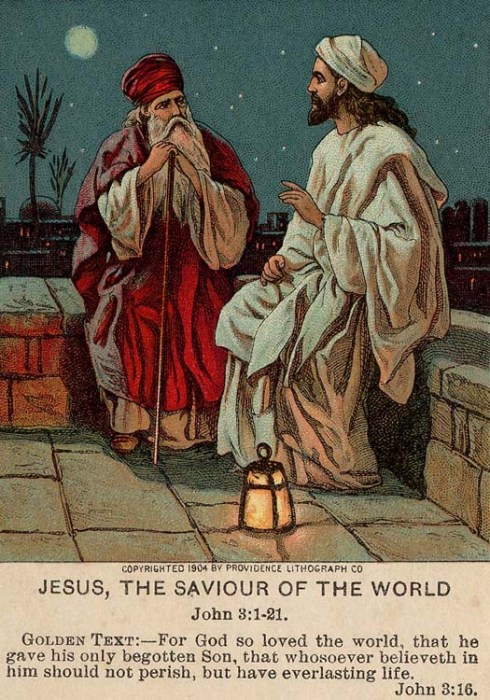 COPYRIGHTED 1904 BY PROVIDENCE LITHOGRAPH CO
JESUS, THE SAVIOUR OF THE WORLD
John 3:1-21.
GOLDEN TEXT:—For God so loved the world, that he
gave his only begotten Son, that whosoever believeth in
him should not perish, but have everlasting life.
John 3:16.